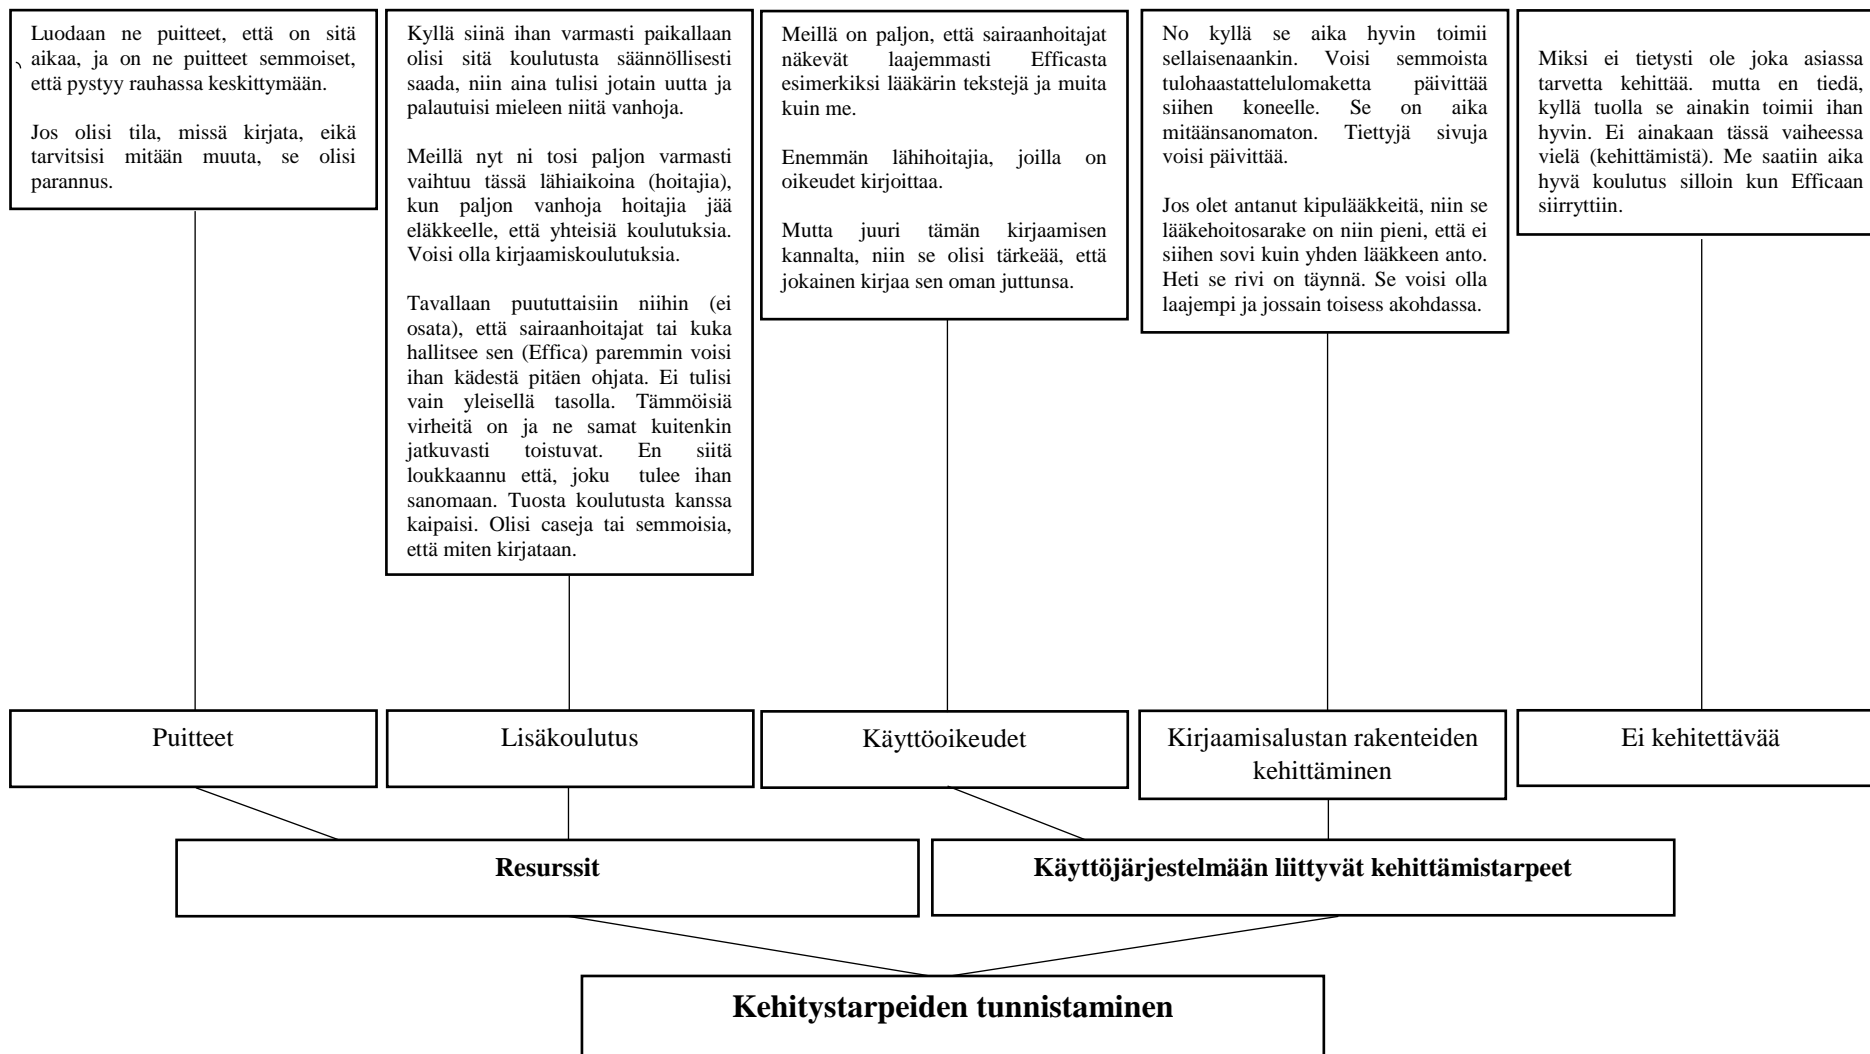 Luodaan ne puitteet, että on sitä
aikaa, ja on ne puitteet semmoiset,
että pystyy rauhassa keskittymään.
Jos olisi tila, missä kirjata, eikä
tarvitsisi mitään muuta, se olisi
parannus.
Kyllä siinä ihan varmasti paikallaan
olisi sitä koulutusta säännöllisesti
saada, niin aina tulisi jotain uutta ja
palautuisi mieleen niitä vanhoja.
Meillä nyt ni tosi paljon varmasti
vaihtuu tässä lähiaikoina (hoitajia),
kun paljon vanhoja hoitajia jää
eläkkeelle, että yhteisiä koulutuksia.
Voisi olla kirjaamiskoulutuksia.
Tavallaan puututtaisiin niihin (ei
osata), että sairaanhoitajat tai kuka
hallitsee sen (Effica) paremmin voisi
ihan kädestä pitäen ohjata. Ei tulisi
vain yleisellä tasolla. Tämmöisiä
virheitä on ja ne samat kuitenkin
jatkuvasti toistuvat. En siitä
loukkaannu että, joku tulee ihan
sanomaan. Tuosta koulutusta kanssa
kaipaisi. Olisi caseja tai semmoisia,
että miten kirjataan.
Meillä on paljon, että sairaanhoitajat
näkevät laajemmasti Efficasta
esimerkiksi lääkärin tekstejä ja muita
kuin me.
Enemmän lähihoitajia, joilla on
oikeudet kirjoittaa.
Mutta juuri tämän kirjaamisen
kannalta, niin se olisi tärkeää, että
jokainen kirjaa sen oman juttunsa.
No kyllä se aika hyvin toimii
sellaisenaankin. Voisi semmoista
tulohaastattelulomaketta päivittää
siihen koneelle. Se on aika
mitäänsanomaton. Tiettyjä sivuja
voisi päivittää.
Jos olet antanut kipulääkkeitä, niin se
lääkehoitosarake on niin pieni, että ei
siihen sovi kuin yhden lääkkeen anto.
Heti se rivi on täynnä. Se voisi olla
laajempi ja jossain toisess akohdassa.
Miksi ei tietysti ole joka asiassa
tarvetta kehittää. mutta en tiedä,
kyllä tuolla se ainakin toimii ihan
hyvin. Ei ainakaan tässä vaiheessa
vielä (kehittämistä). Me saatiin aika
hyvä koulutus silloin kun Efficaan
siirryttiin.
Puitteet
Lisäkoulutus
Käyttöoikeudet
Kirjaamisalustan rakenteiden
kehittäminen
Ei kehitettävää
Resurssit
Käyttöjärjestelmään liittyvät kehittämistarpeet
Kehitystarpeiden tunnistaminen